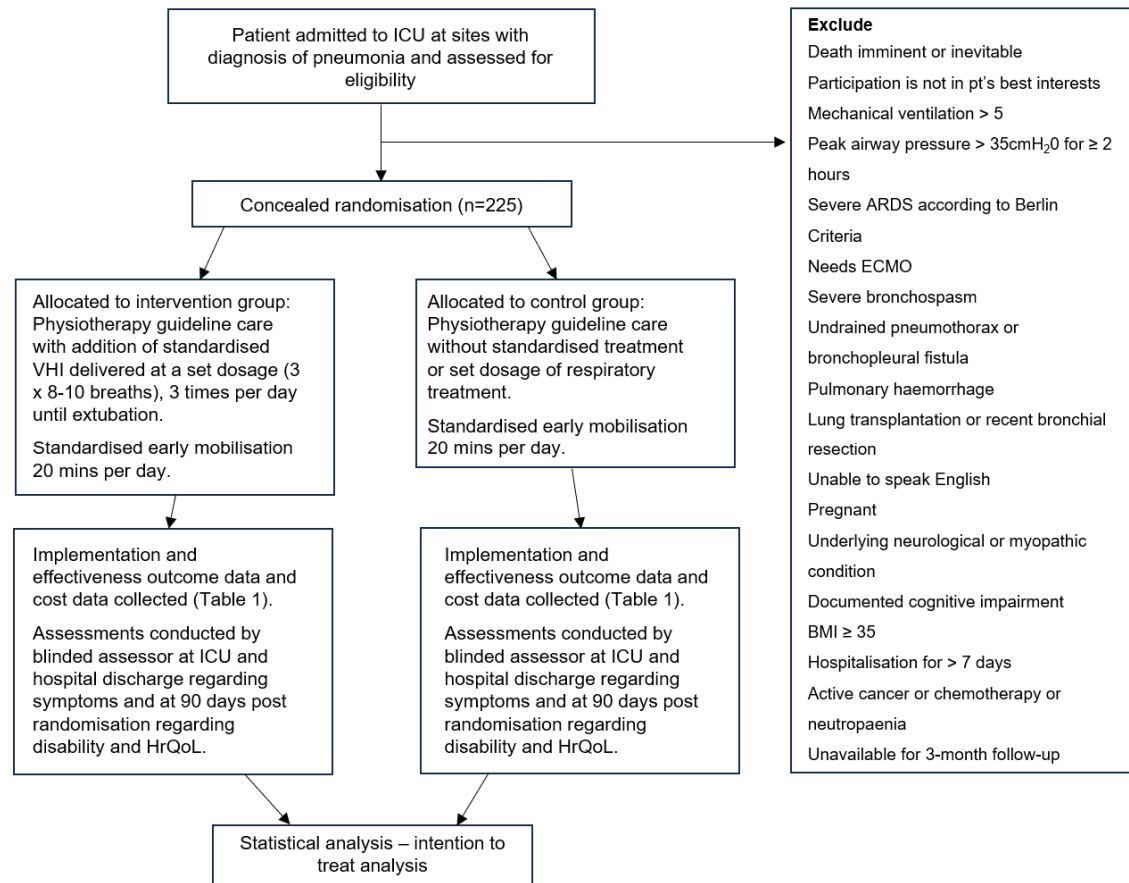 Patient admitted to ICU at sites with
diagnosis of pneumonia and assessed for
eligibility
Exclude
Death imminent or inevitable
Participation is not in pt's best interests
Mechanical ventilation > 5
Peak airway pressure > 35cmH₂0 for ≥ 2
hours
Severe ARDS according to Berlin
Criteria
Needs ECMO
Severe bronchospasm
Undrained pneumothorax or
bronchopleural fistula
Pulmonary haemorrhage
Lung transplantation or recent bronchial
resection
Unable to speak English
Pregnant
Underlying neurological or myopathic
condition
Documented cognitive impairment
BMI ≥ 35
Hospitalisation for > 7 days
Active cancer or chemotherapy or
neutropaenia
Unavailable for 3-month follow-up
Concealed randomisation (n=225)
Allocated to intervention group:
Physiotherapy guideline care
with addition of standardised
VHI delivered at a set dosage (3
x 8-10 breaths), 3 times per day
until extubation.
Standardised early mobilisation
20 mins per day.
Allocated to control group:
Physiotherapy guideline care
without standardised treatment
or set dosage of respiratory
treatment.
Standardised early mobilisation
20 mins per day.
Implementation and
effectiveness outcome data and
cost data collected (Table 1).
Assessments conducted by
blinded assessor at ICU and
hospital discharge regarding
symptoms and at 90 days post
randomisation regarding
disability and HrQoL.
Implementation and
effectiveness outcome data and
cost data collected (Table 1).
Assessments conducted by
blinded assessor at ICU and
hospital discharge regarding
symptoms and at 90 days post
randomisation regarding
disability and HrQoL.
Statistical analysis – intention to
treat analysis